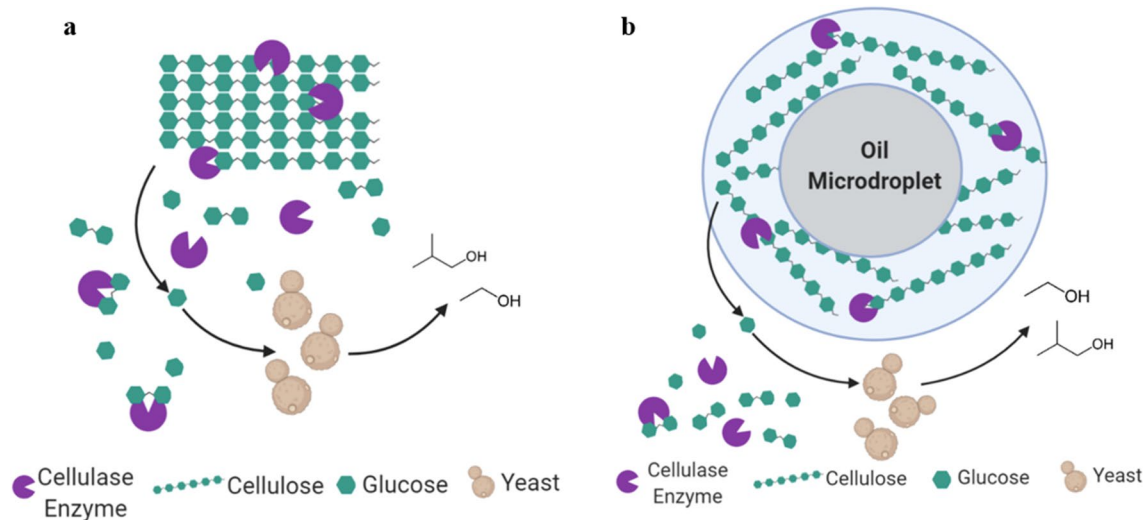 a
OH
OH
Cellulase
Enzyme
Cellulose
Glucose
Yeast
b
Oil
Microdroplet
OH
OH
Cellulase
Enzyme
Cellulose
Glucose
Yeast